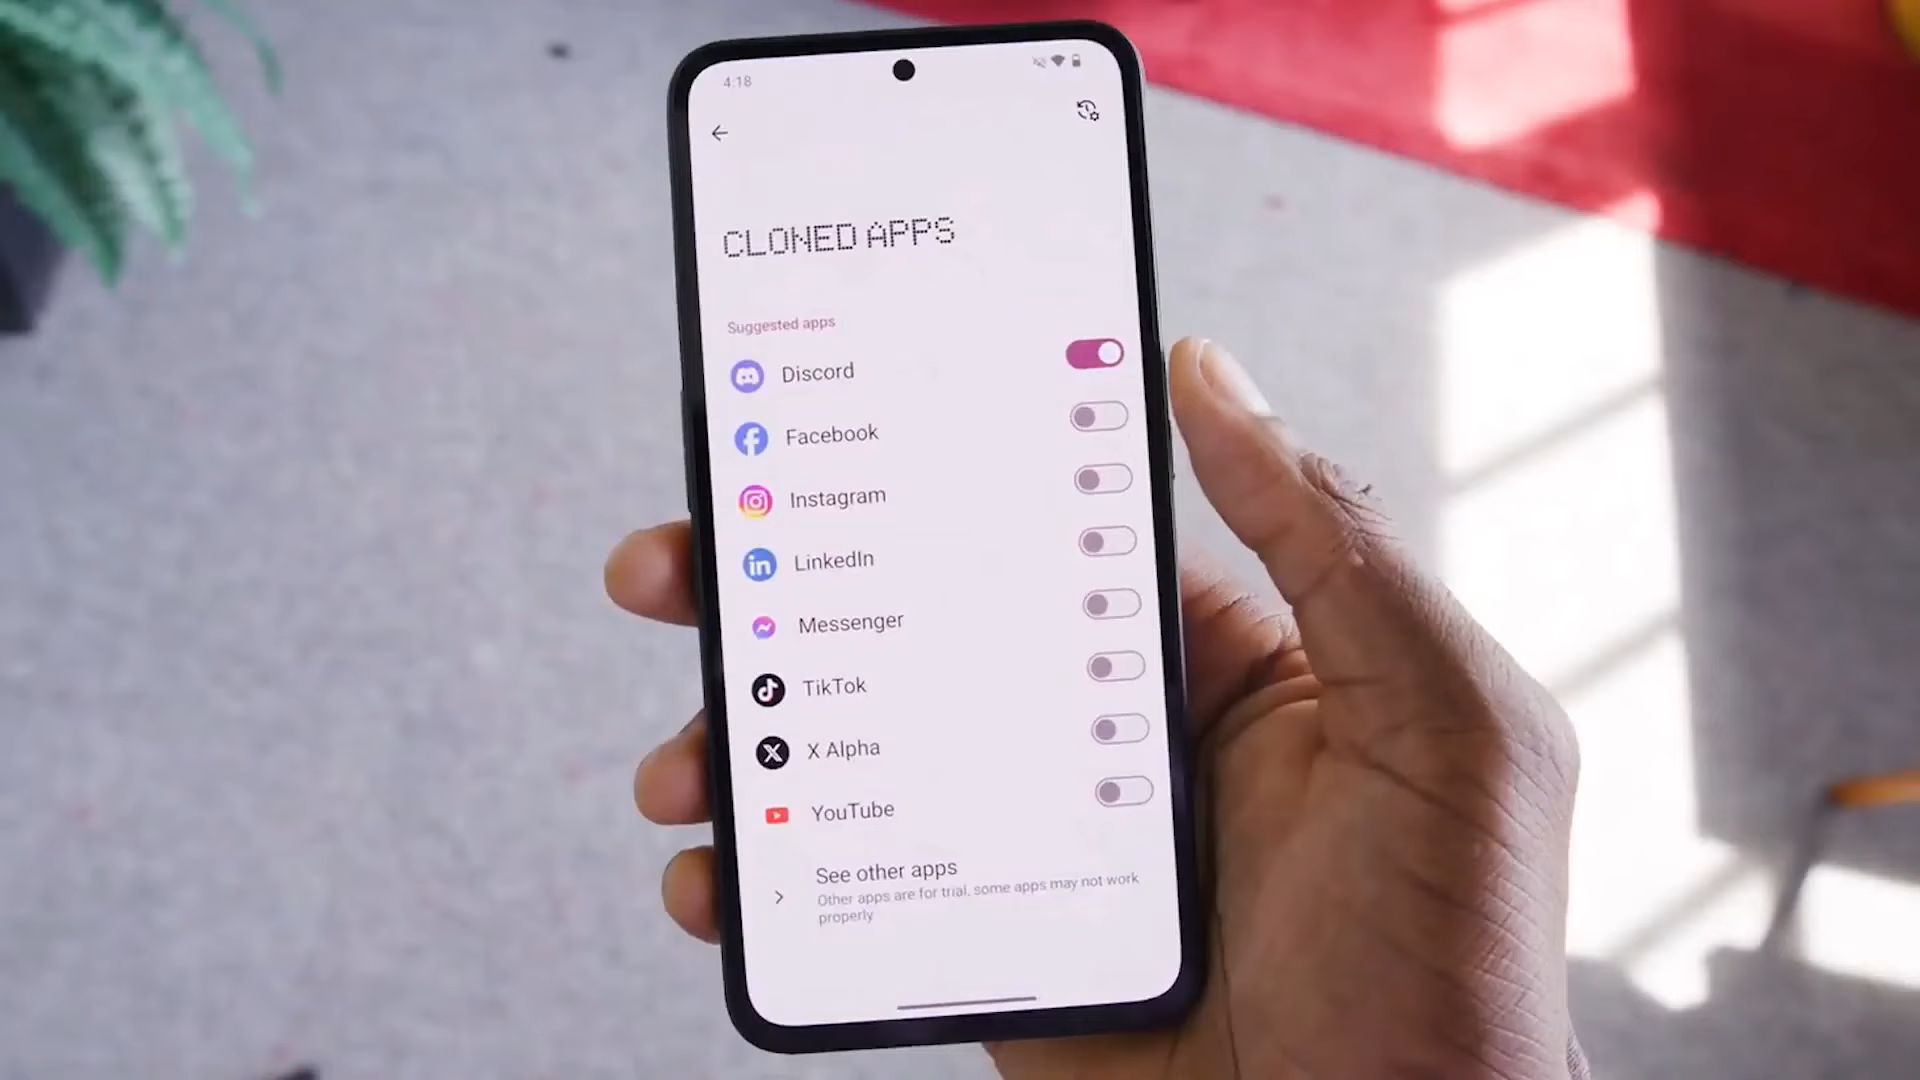 4:18
CLONED APPS
Suggested apps
Discord
Facebook
Instagram
in LinkedIn
Messenger
TikTok
X Alpha
YouTube
See other apps
Other apps are for trial, some apps may not work
properly